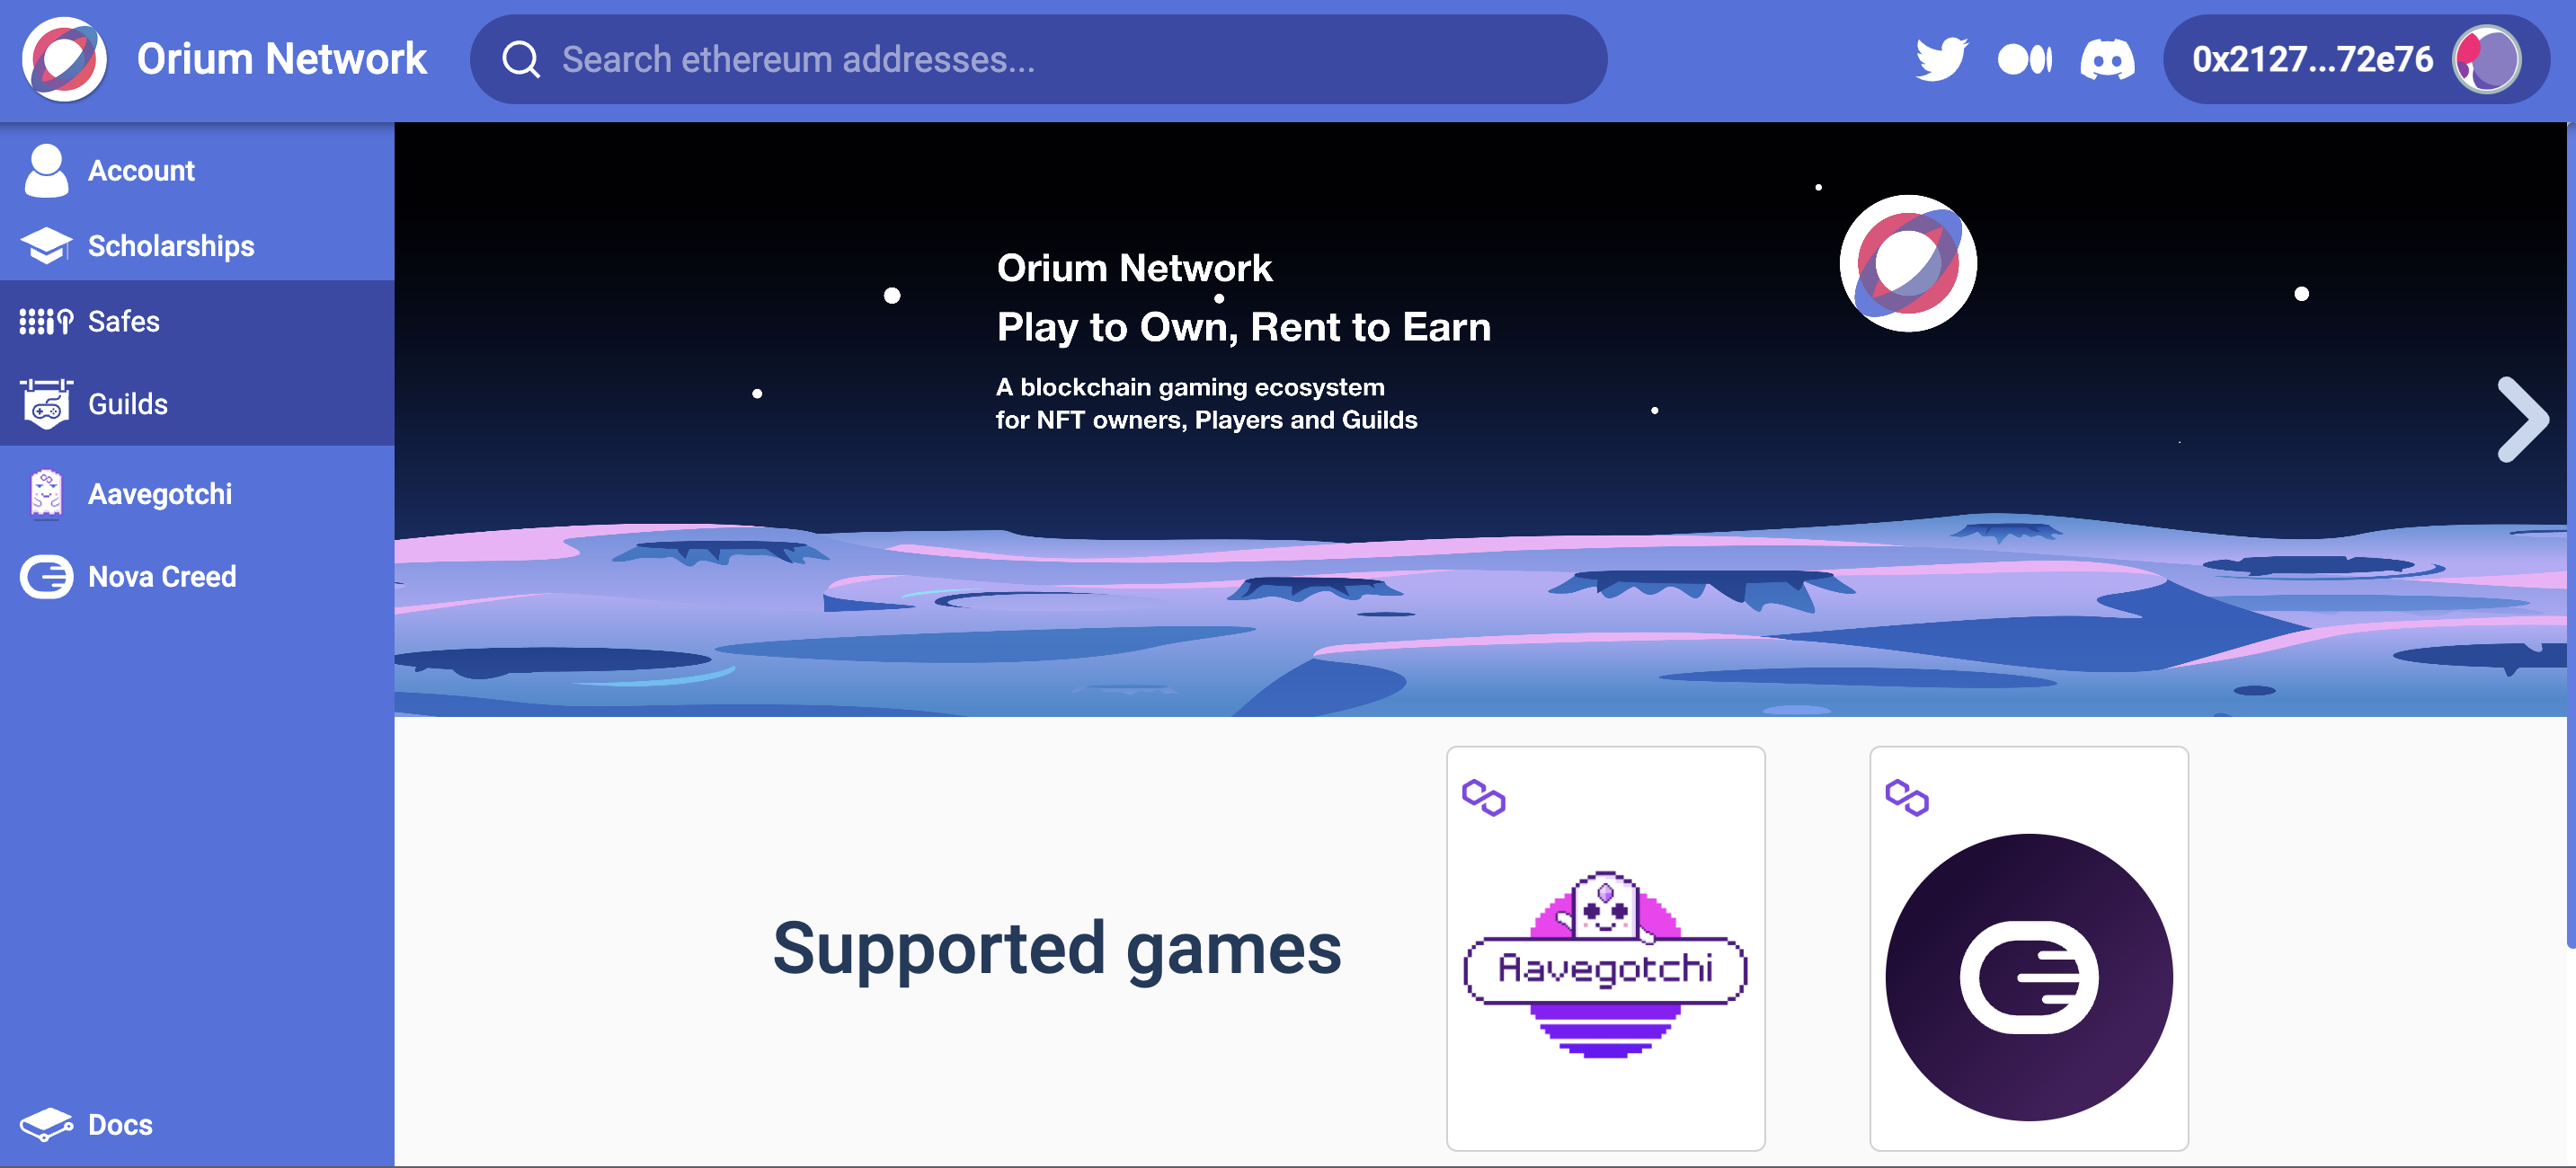 Orium Network
Search ethereum addresses...
0x2127...72e76
Account
Scholarships
Safes
Guilds
Aavegotchi
Nova Creed
Docs
Orium Network
Play to Own, Rent to Earn
A blockchain gaming ecosystem
for NFT owners, Players and Guilds
Supported games
Aavegotchi